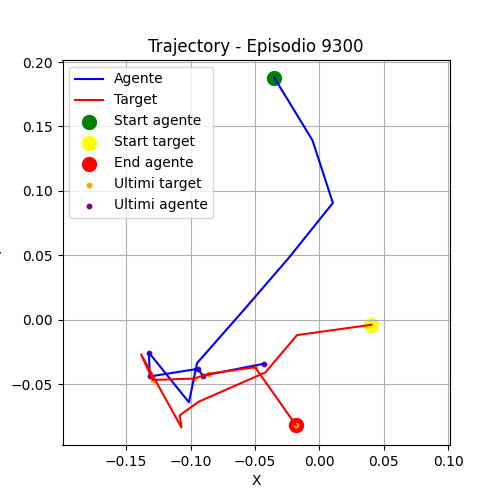 Trajectory - Episodio 9300
Agente
Target
Start agente
Start target
End agente
Ultimi target
Ultimi agente
0.20
0.15
0.10
0.05
0.00
−0.05
−0.15
−0.10
−0.05
0.00
0.05
0.10
X